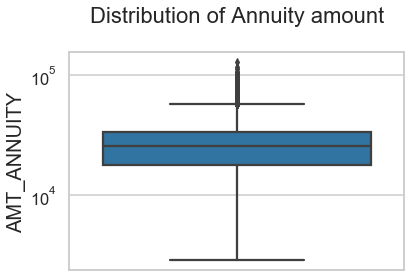 Distribution of Annuity amount
10^5
AMT_ANNUITY
10^4